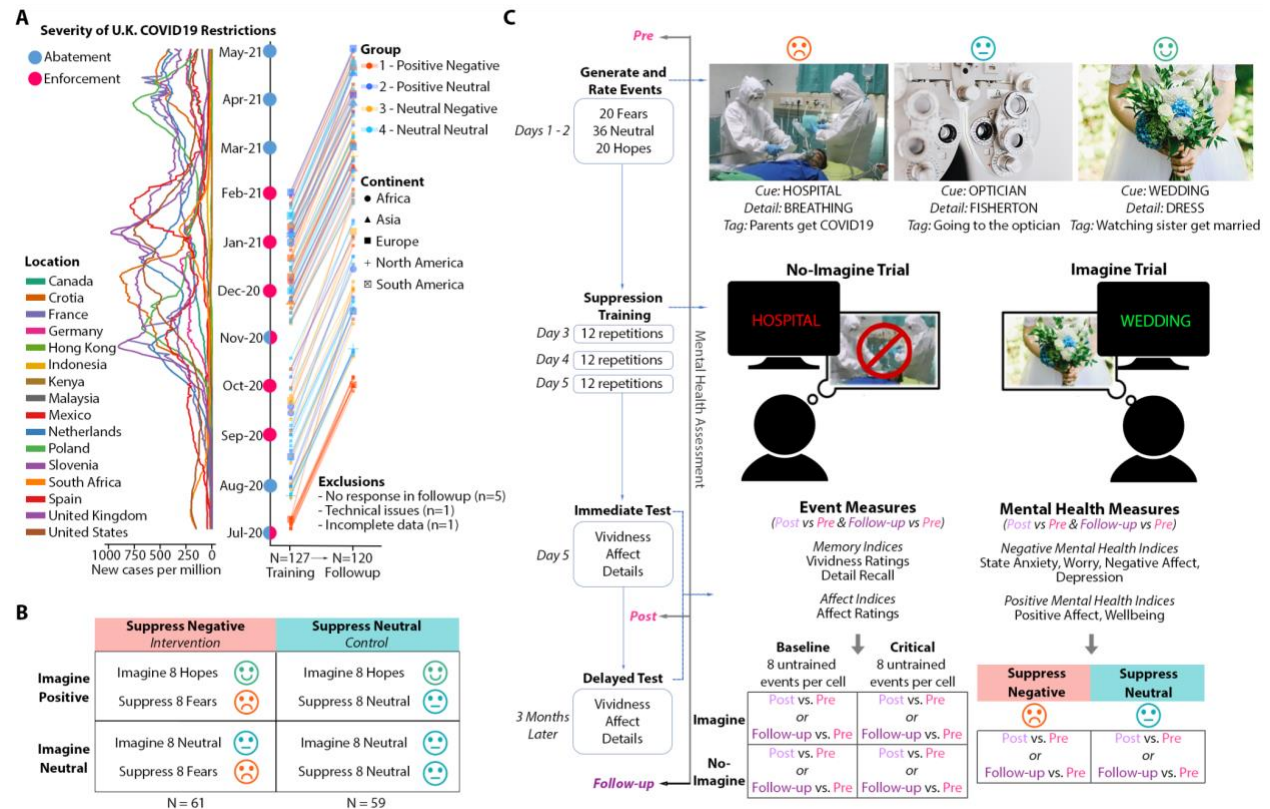 A
Severity of U.K. COVID19 Restrictions
Abatement
Enforcement
May-21
Apr-21
Mar-21
Feb-21
Jan-21
Dec-20
Nov-20
Oct-20
Sep-20
Aug-20
Jul-20
Location
Canada
Crotia
France
Germany
Hong Kong
Indonesia
Kenya
Malaysia
Mexico
Netherlands
Poland
Slovenia
South Africa
Spain
United Kingdom
United States
1000 750 500 250 0
New cases per million
Group
1 - Positive Negative
2 - Positive Neutral
3 - Neutral Negative
4 - Neutral Neutral
Continent
Africa
Asia
Europe
North America
South America
Exclusions
- No response in followup (n=5)
- Technical issues (n=1)
- Incomplete data (n=1)
N=127 → N=120
Training Followup
B
Suppress Negative
Intervention
Suppress Neutral
Control
Imagine
Positive
Imagine 8 Hopes
Suppress 8 Fears
Imagine 8 Hopes
Suppress 8 Neutral
Imagine
Neutral
Imagine 8 Neutral
Suppress 8 Fears
Imagine 8 Neutral
Suppress 8 Neutral
N = 61
N = 59
C
Pre
Generate and
Rate Events
Days 1 - 2
20 Fears
36 Neutral
20 Hopes
Cue: HOSPITAL
Detail: BREATHING
Tag: Parents get COVID19
Cue: OPTICIAN
Detail: FISHERTON
Tag: Going to the optician
Cue: WEDDING
Detail: DRESS
Tag: Watching sister get married
Suppression
Training
Day 3 12 repetitions
Day 4 12 repetitions
Day 5 12 repetitions
Mental Health Assessment
No-Imagine Trial
HOSPITAL
Imagine Trial
WEDDING
Immediate Test
Day 5
Vividness
Affect
Details
Post
Delayed Test
3 Months
Later
Vividness
Affect
Details
Follow-up
Event Measures
(Post vs Pre & Follow-up vs Pre)
Memory Indices
Vividness Ratings
Detail Recall
Affect Indices
Affect Ratings
Mental Health Measures
(Post vs Pre & Follow-up vs Pre)
Negative Mental Health Indices
State Anxiety, Worry, Negative Affect,
Depression
Positive Mental Health Indices
Positive Affect, Wellbeing
Baseline
8 untrained
events per cell
Critical
8 untrained
events per cell
Imagine
Post vs. Pre
or
Follow-up vs. Pre
Post vs. Pre
or
Follow-up vs. Pre
No-
Imagine
Post vs. Pre
or
Follow-up vs. Pre
Post vs. Pre
or
Follow-up vs. Pre
Suppress
Negative
Suppress
Neutral
Post vs. Pre
or
Follow-up vs. Pre
Post vs. Pre
or
Follow-up vs. Pre